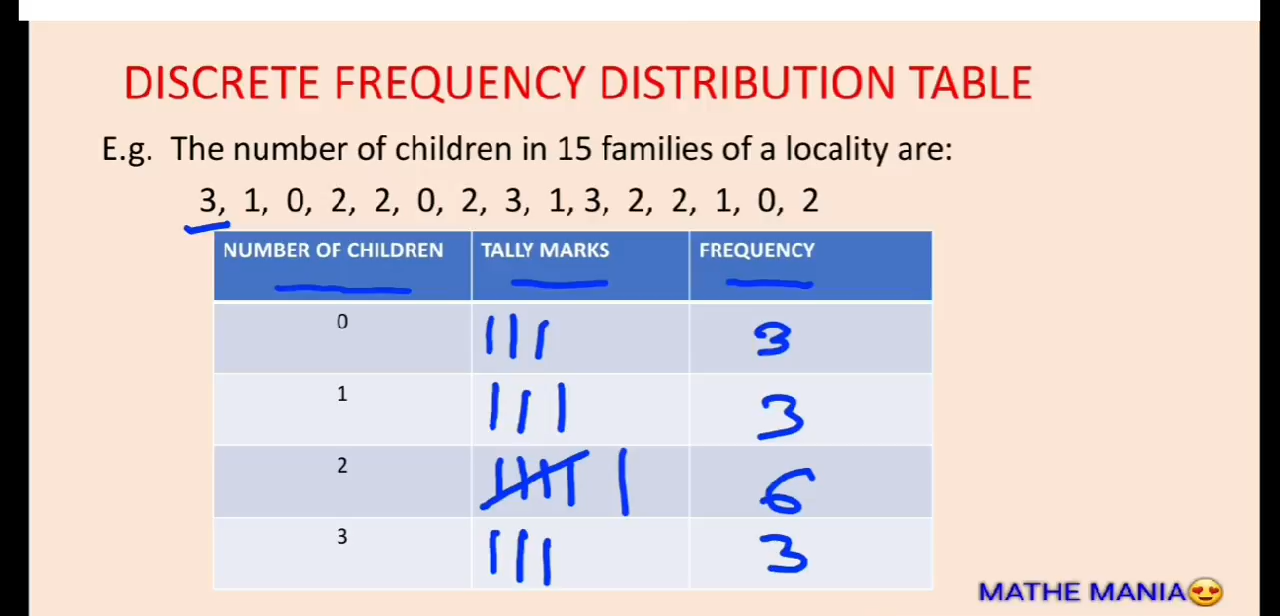 DISCRETE FREQUENCY DISTRIBUTION TABLE
E.g. The number of children in 15 families of a locality are:
3, 1, 0, 2, 2, 0, 2, 3, 1, 3, 2, 2, 1, 0, 2
NUMBER OF CHILDREN TALLY MARKS FREQUENCY
0 ||| 3
1 ||| 3
2 |||| | 6
3 ||| 3
MATHE MANIA😍